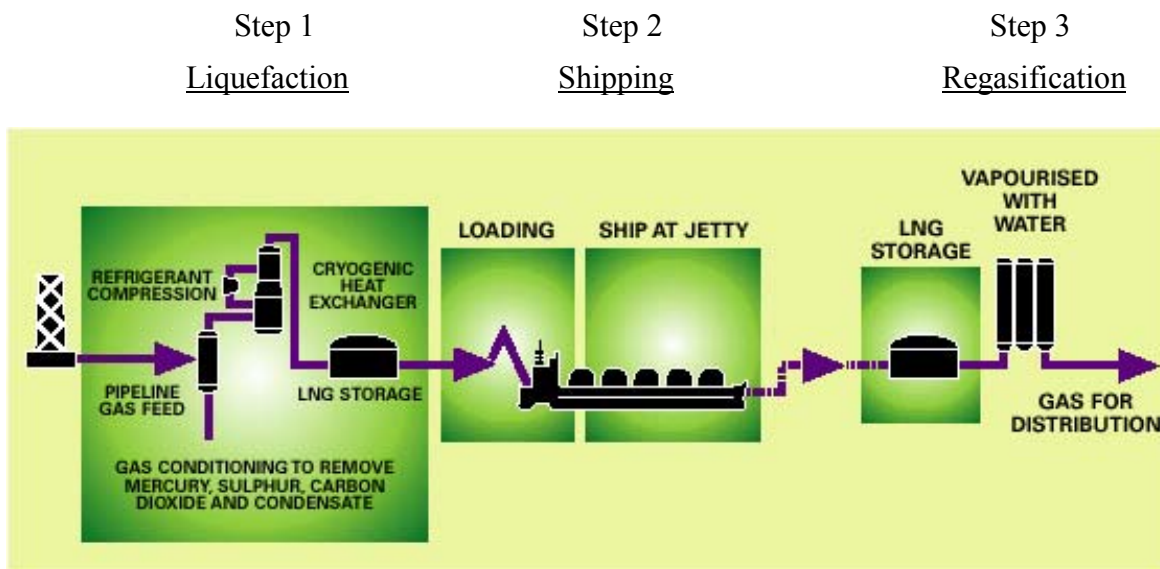 Step 1
Liquefaction
Step 2
Shipping
Step 3
Regasification
REFRIGERANT
COMPRESSION
CRYOGENIC
HEAT
EXCHANGER
PIPELINE
GAS FEED
LNG STORAGE
GAS CONDITIONING TO REMOVE
MERCURY, SULPHUR, CARBON
DIOXIDE AND CONDENSATE
LOADING
SHIP AT JETTY
LNG
STORAGE
VAPOURISED
WITH
WATER
GAS FOR
DISTRIBUTION